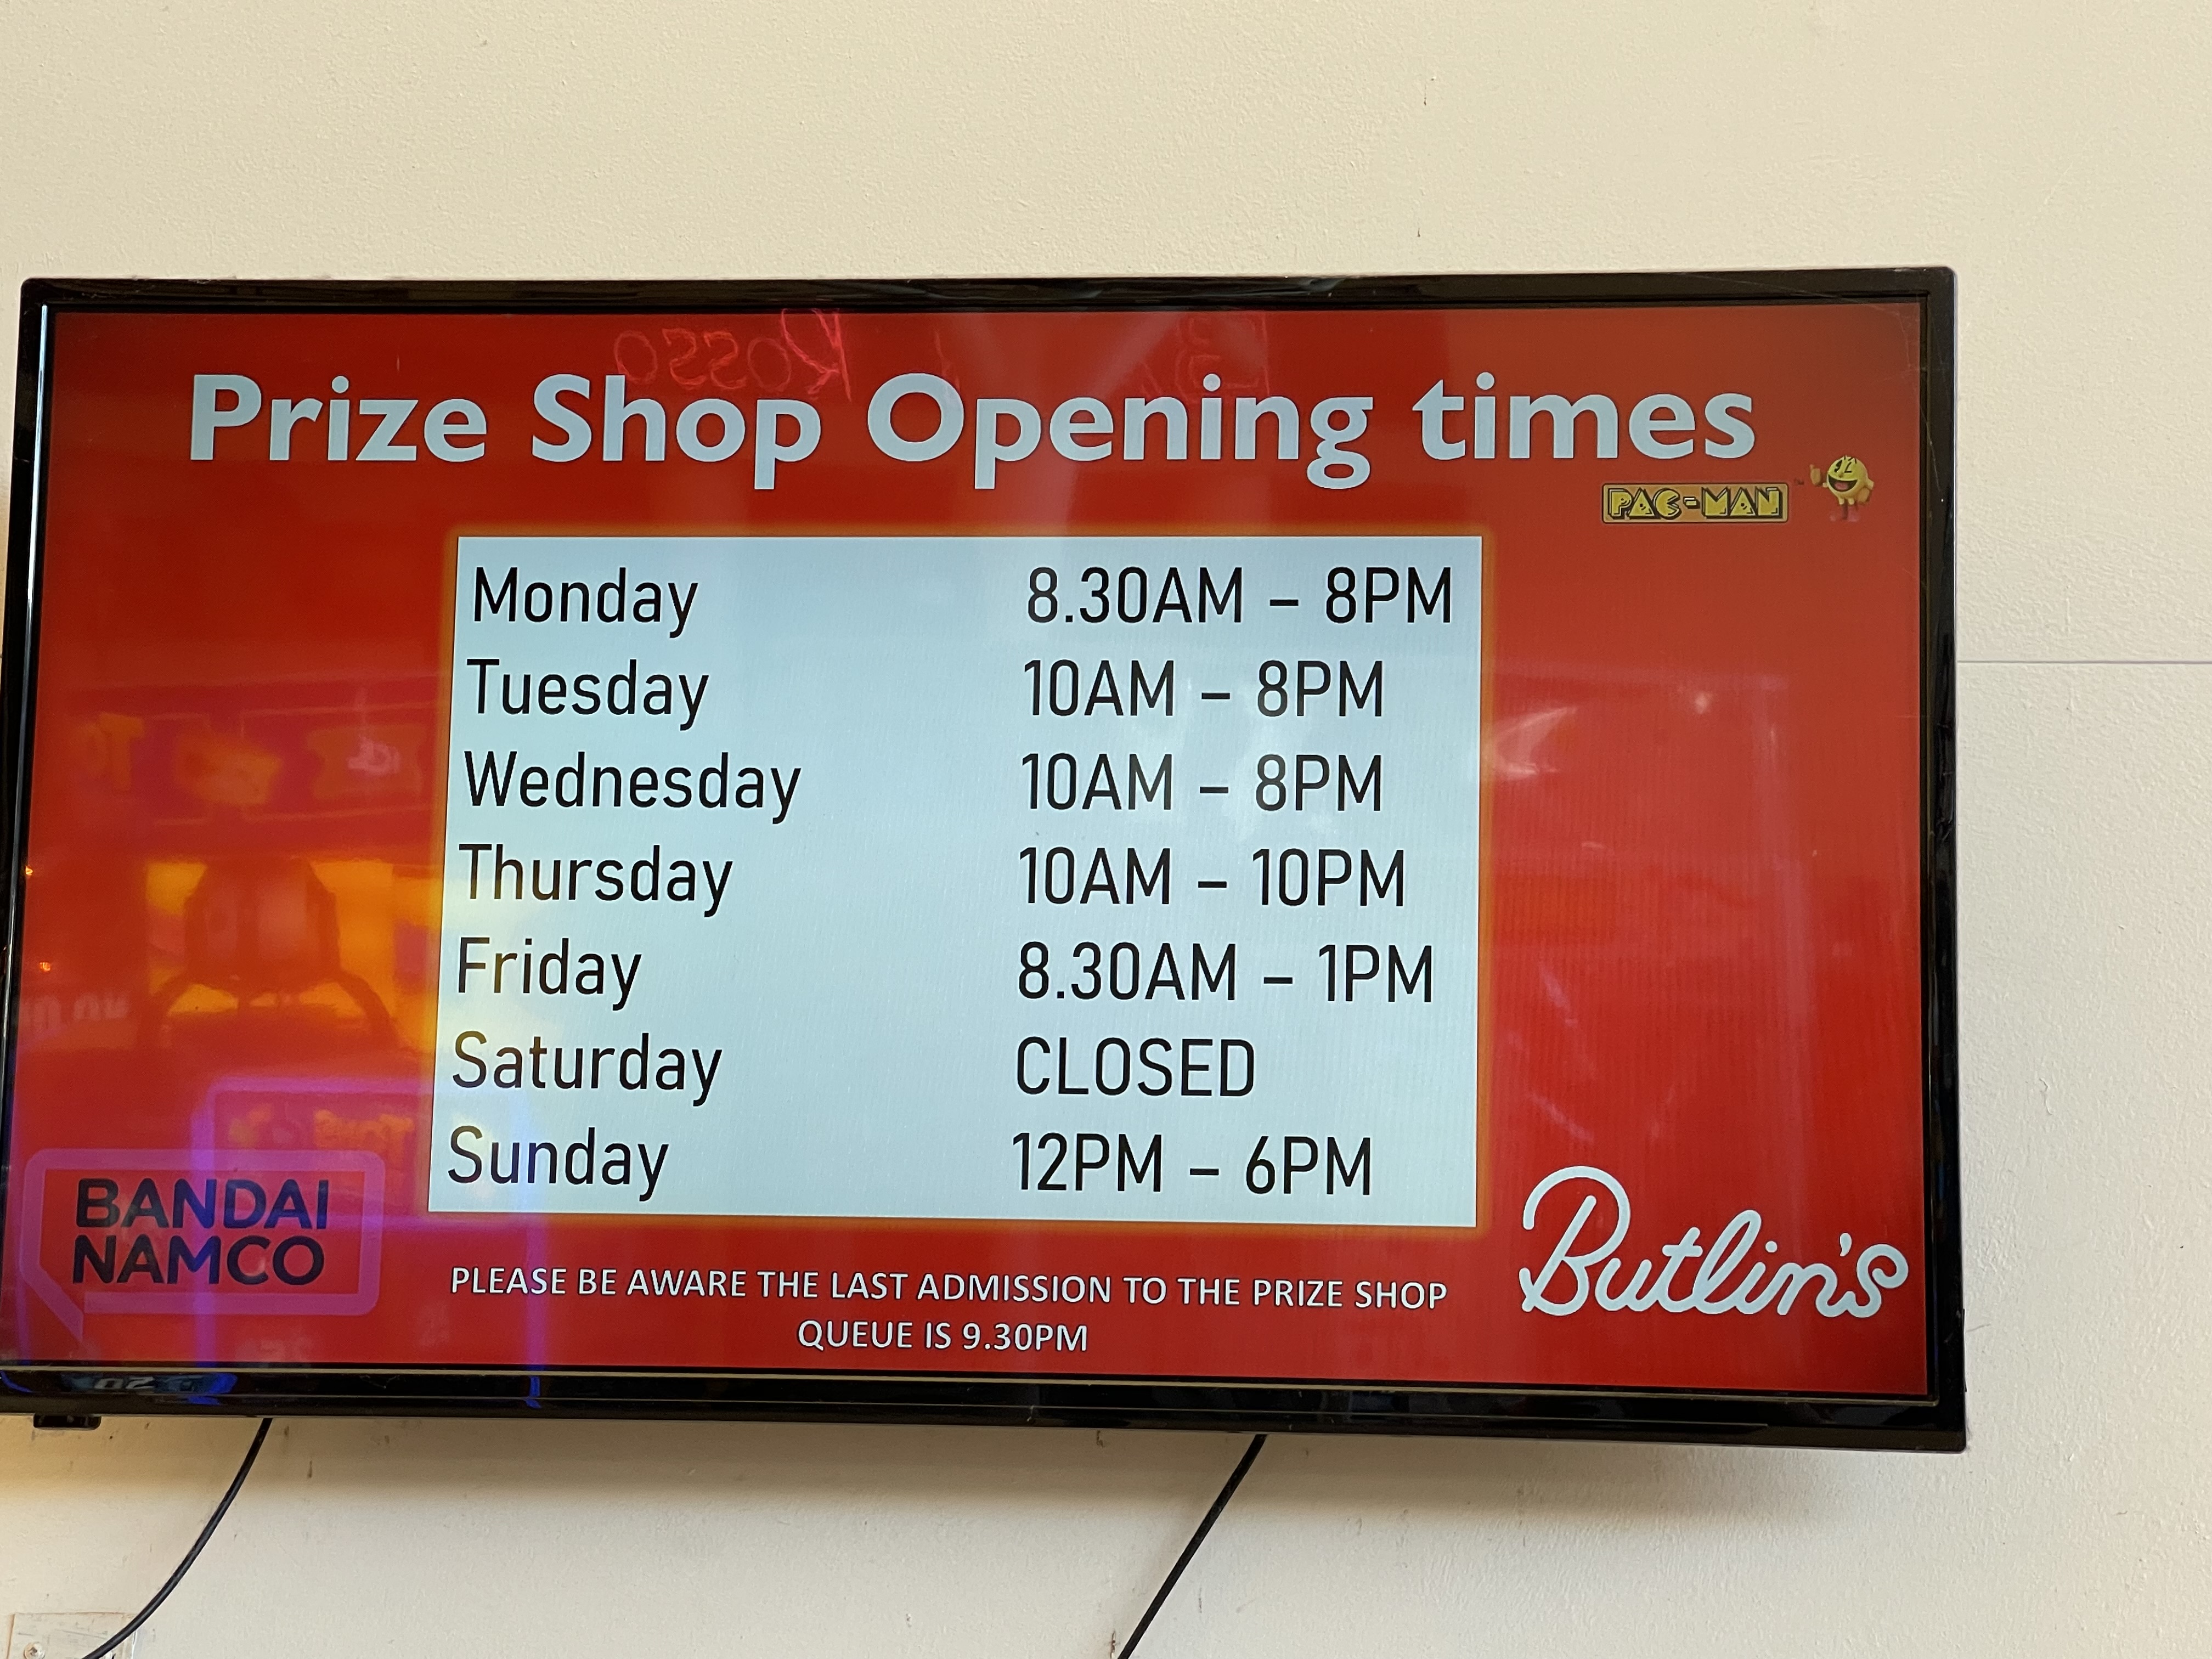 Prize Shop Opening times
PAC-MAN
Monday 8.30AM – 8PM
Tuesday 10AM – 8PM
Wednesday 10AM – 8PM
Thursday 10AM – 10PM
Friday 8.30AM – 1PM
Saturday CLOSED
Sunday 12PM – 6PM
BANDAI
NAMCO
Butlin's
PLEASE BE AWARE THE LAST ADMISSION TO THE PRIZE SHOP
QUEUE IS 9.30PM